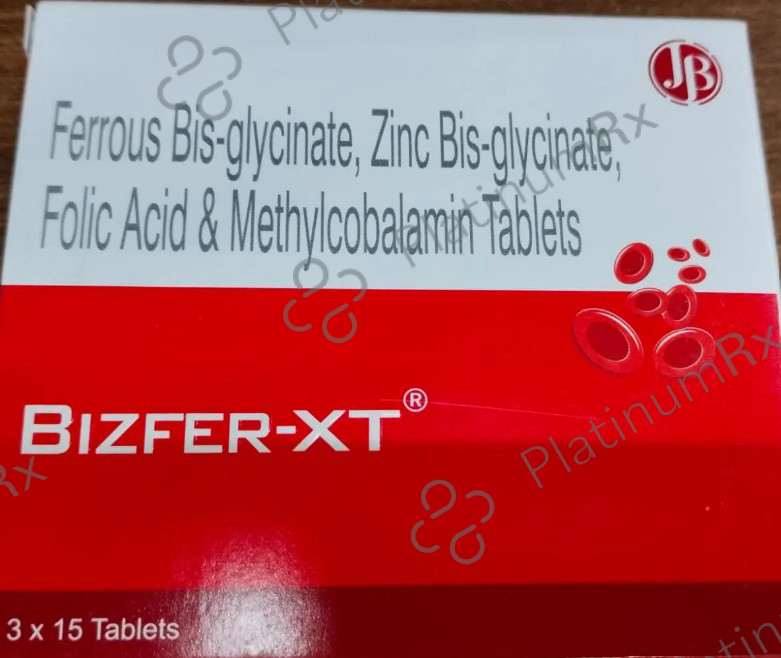 PlatinumRx
JB
Ferrous Bis-glycinate, Zinc Bis-glycinate,
Folic Acid & Methylcobalamin Tablets
PlatinumRx
BIZFER-XT®
PlatinumRx
Rx
3 x 15 Tablets